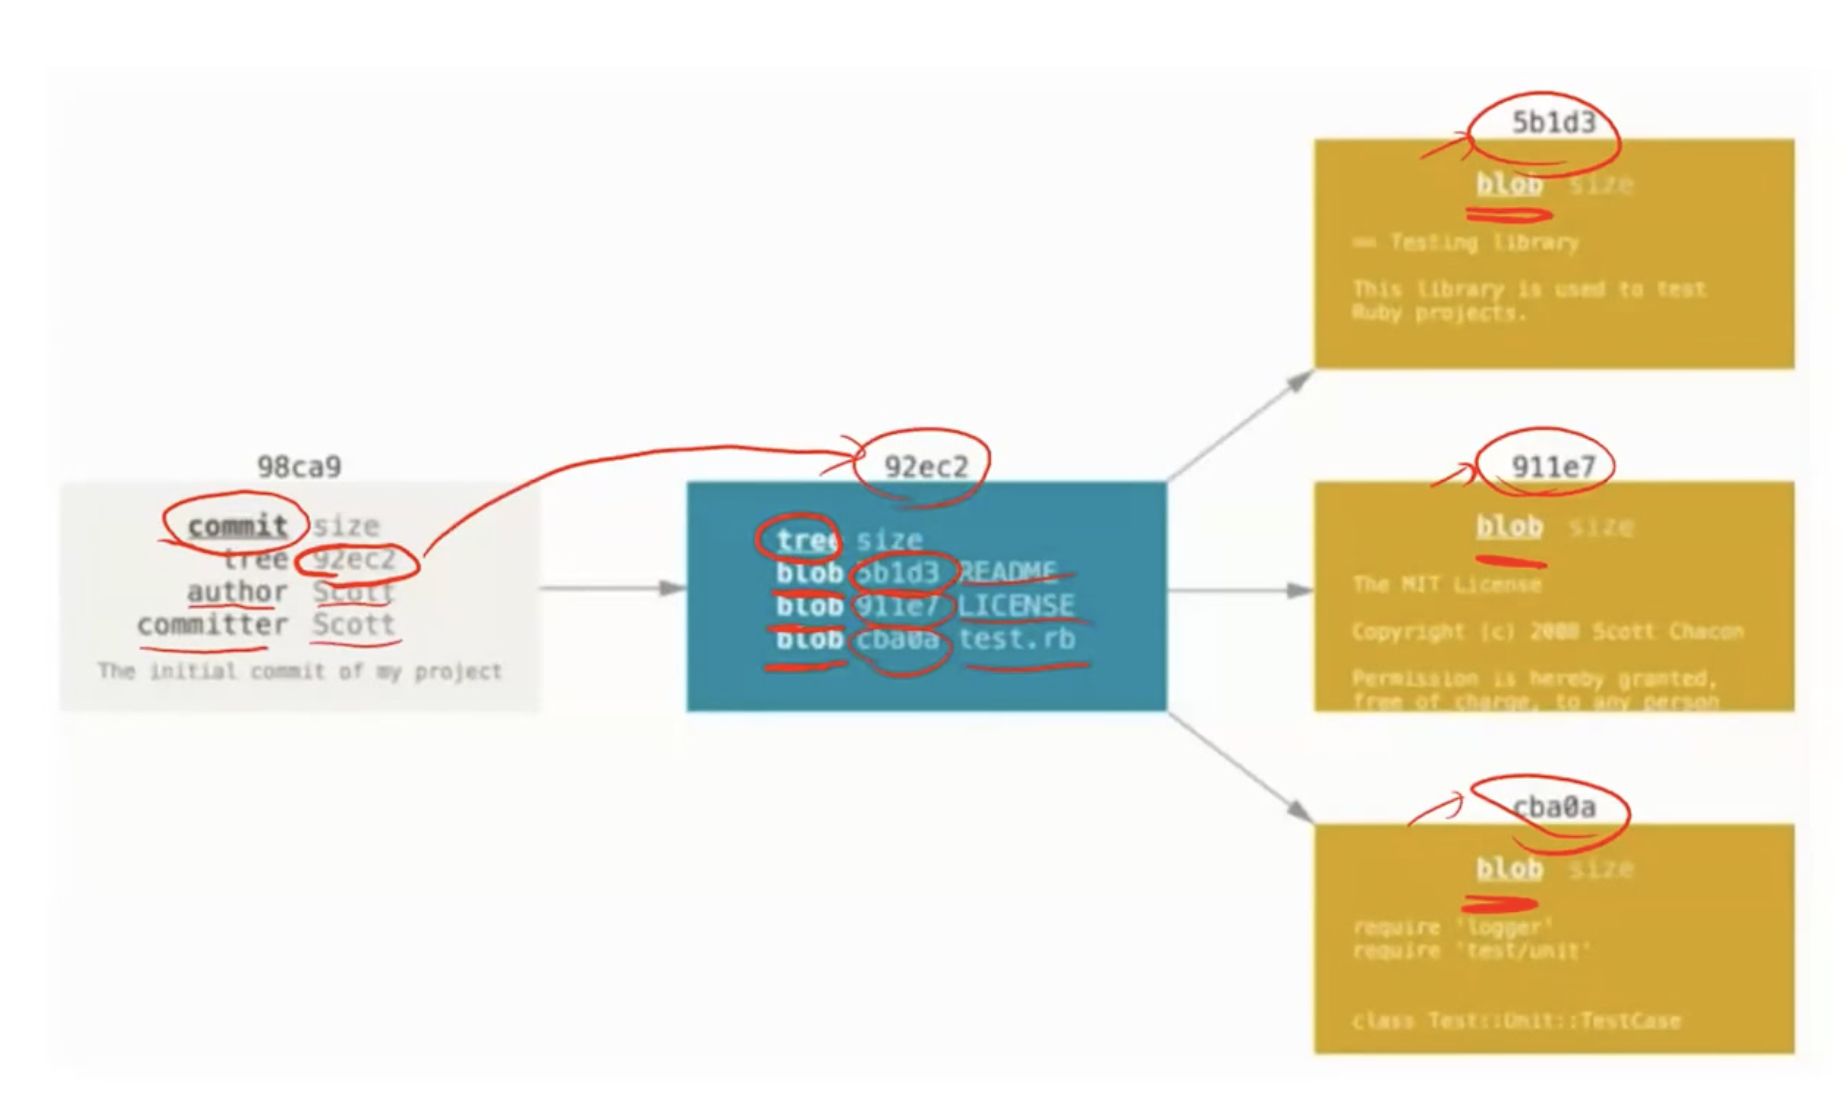 98ca9
commit size
tree 92ec2
author Scott
committer Scott
The initial commit of my project
92ec2
tree size
blob 5b1d3 README
blob 911e7 LICENSE
blob cba0a test.rb
5b1d3
blob size
== Testing library
This library is used to test
Ruby projects.
911e7
blob size
The MIT License
Copyright (c) 2008 Scott Chacon
Permission is hereby granted,
free of charge, to any person
cba0a
blob size
require 'logger'
require 'test/unit'
class Test::Unit::TestCase